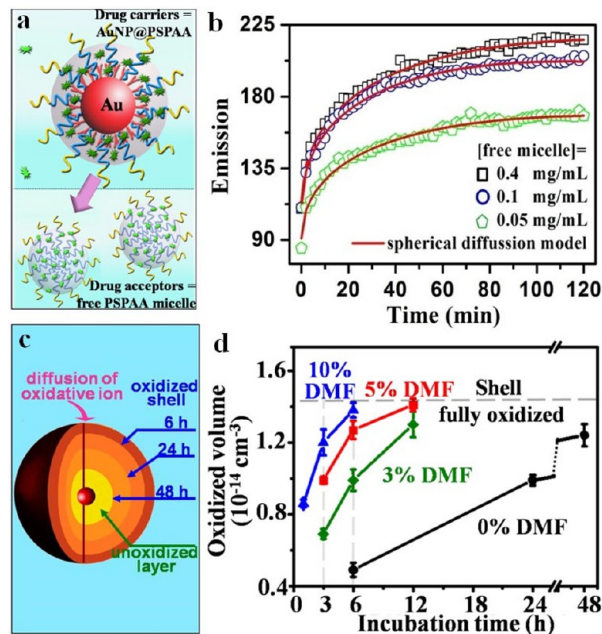 a
Drug carriers =
AuNP@PSPAA
Au
Drug acceptors =
free PSPAA micelle
b
Emission
225
180
135
90
[free micelle]=
0.4 mg/mL
0.1 mg/mL
0.05 mg/mL
spherical diffussion model
0 20 40 60 80 100 120
Time (min)
c
diffusion of
oxidative ion
oxidized
shell
6 h
24 h
48 h
unoxidized
layer
d
Oxidized volume
(10⁻¹⁴ cm⁻³)
1.6
1.2
0.8
0.4
10%
DMF
5% DMF
Shell
fully oxidized
3% DMF
0% DMF
0 3 6 12 24 48
Incubation time (h)